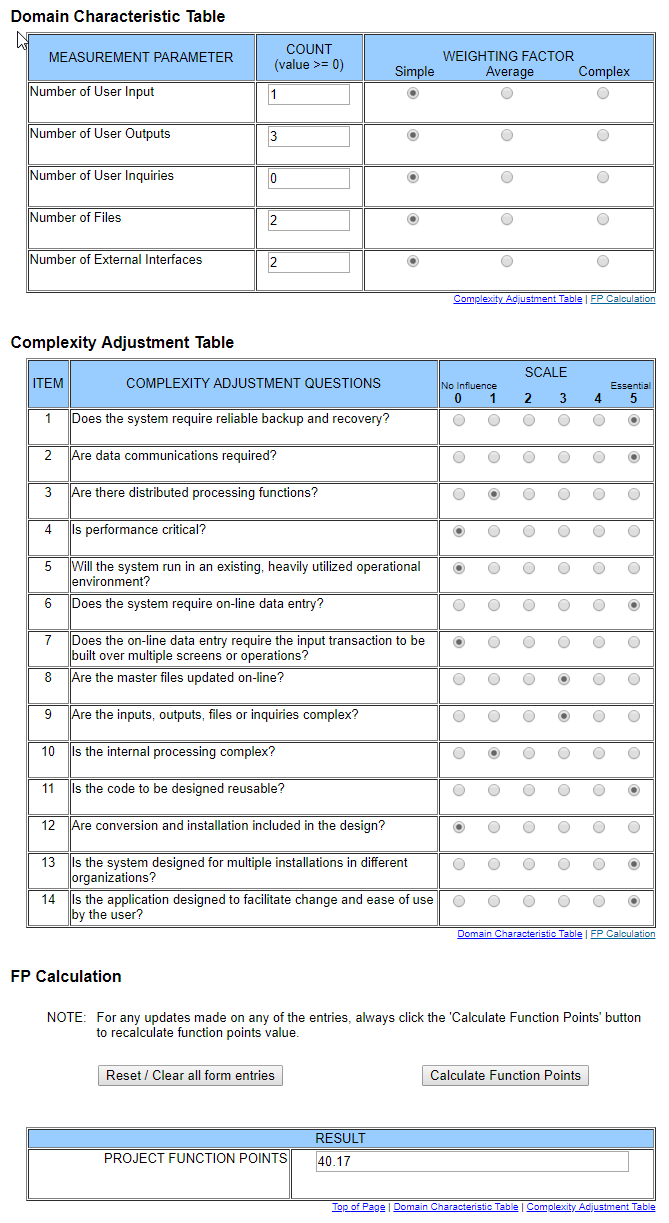 Domain Characteristic Table
MEASUREMENT PARAMETER
COUNT
(value >= 0)
WEIGHTING FACTOR
Simple Average Complex
Number of User Input 1
Number of User Outputs 3
Number of User Inquiries 0
Number of Files 2
Number of External Interfaces 2
Complexity Adjustment Table | FP Calculation
Complexity Adjustment Table
ITEM
COMPLEXITY ADJUSTMENT QUESTIONS
SCALE
No Influence Essential
0 1 2 3 4 5
1 Does the system require reliable backup and recovery?
2 Are data communications required?
3 Are there distributed processing functions?
4 Is performance critical?
5 Will the system run in an existing, heavily utilized operational
environment?
6 Does the system require on-line data entry?
7 Does the on-line data entry require the input transaction to be
built over multiple screens or operations?
8 Are the master files updated on-line?
9 Are the inputs, outputs, files or inquiries complex?
10 Is the internal processing complex?
11 Is the code to be designed reusable?
12 Are conversion and installation included in the design?
13 Is the system designed for multiple installations in different
organizations?
14 Is the application designed to facilitate change and ease of use
by the user?
Domain Characteristic Table | FP Calculation
FP Calculation
NOTE: For any updates made on any of the entries, always click the 'Calculate Function Points' button
to recalculate function points value.
Reset / Clear all form entries Calculate Function Points
RESULT
PROJECT FUNCTION POINTS 40.17
Top of Page | Domain Characteristic Table | Complexity Adjustment Table